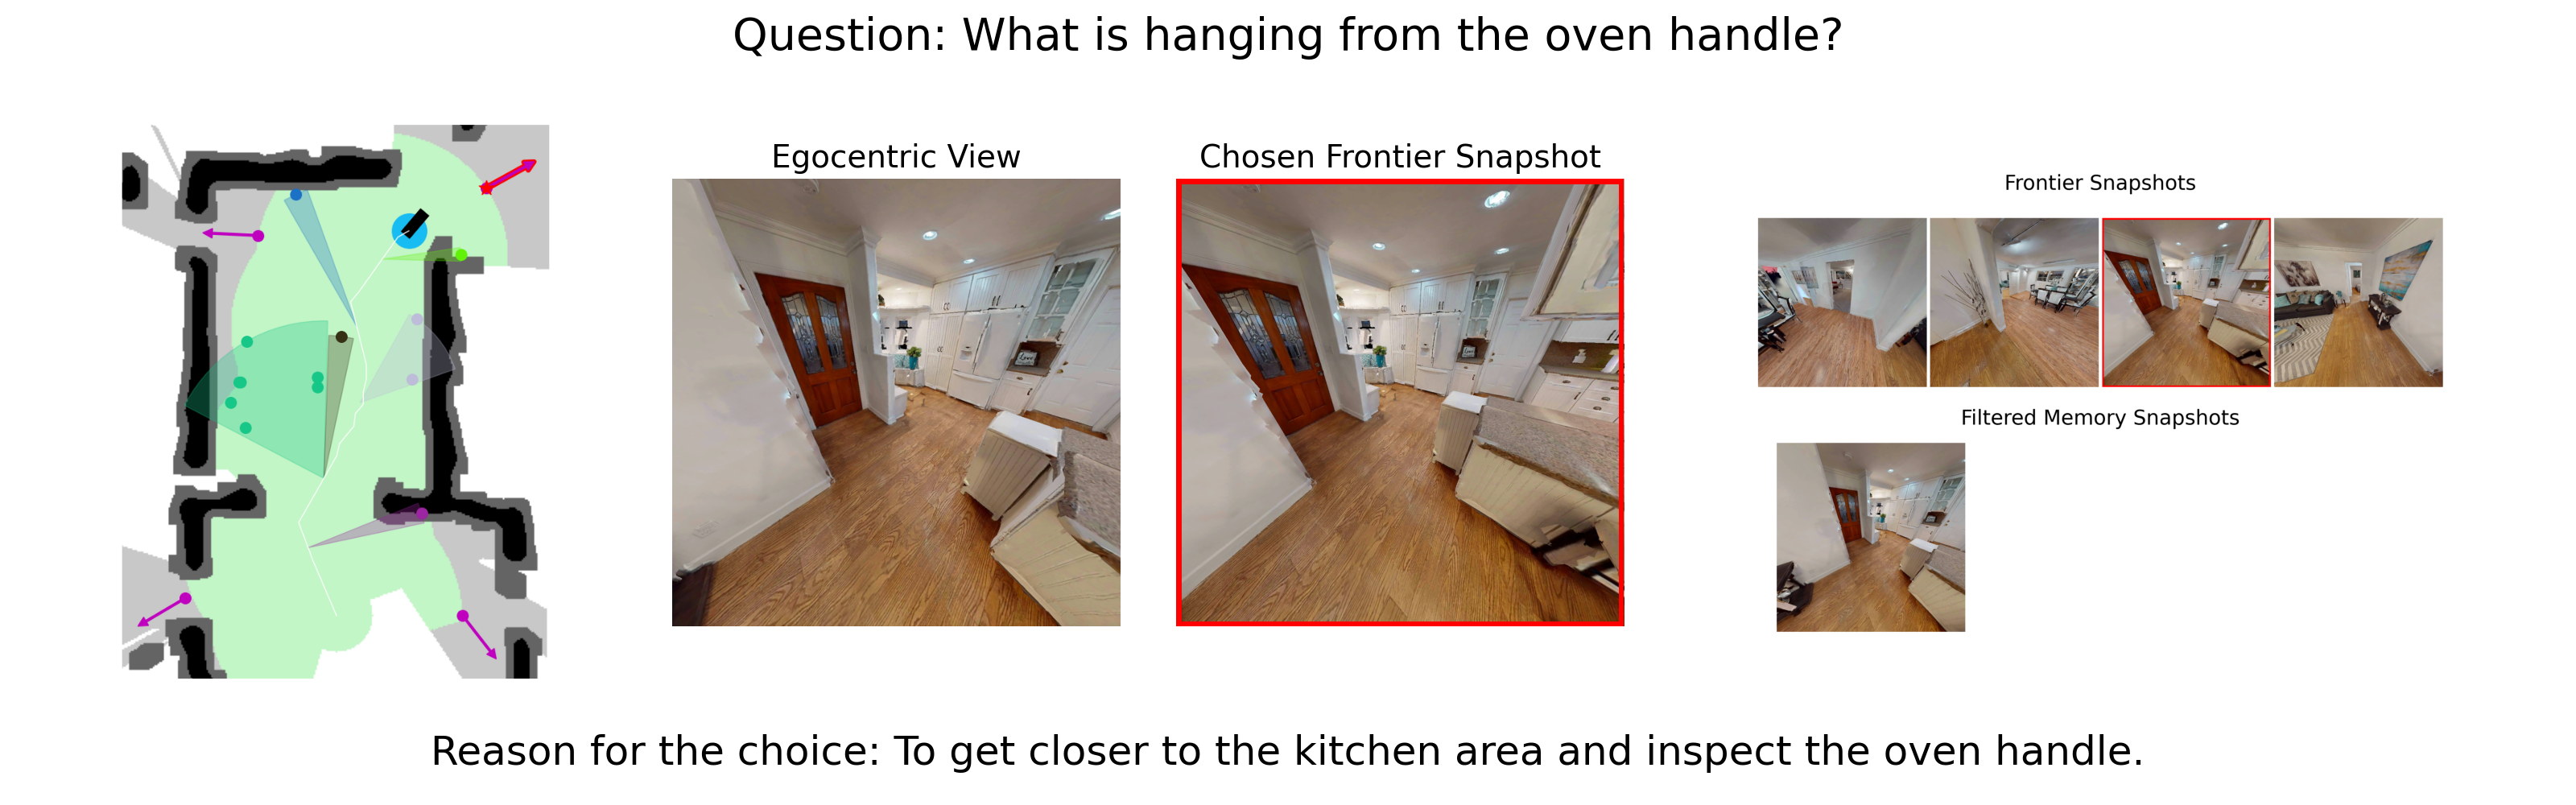 Question: What is hanging from the oven handle?
Egocentric View
Chosen Frontier Snapshot
Frontier Snapshots
Filtered Memory Snapshots
Reason for the choice: To get closer to the kitchen area and inspect the oven handle.